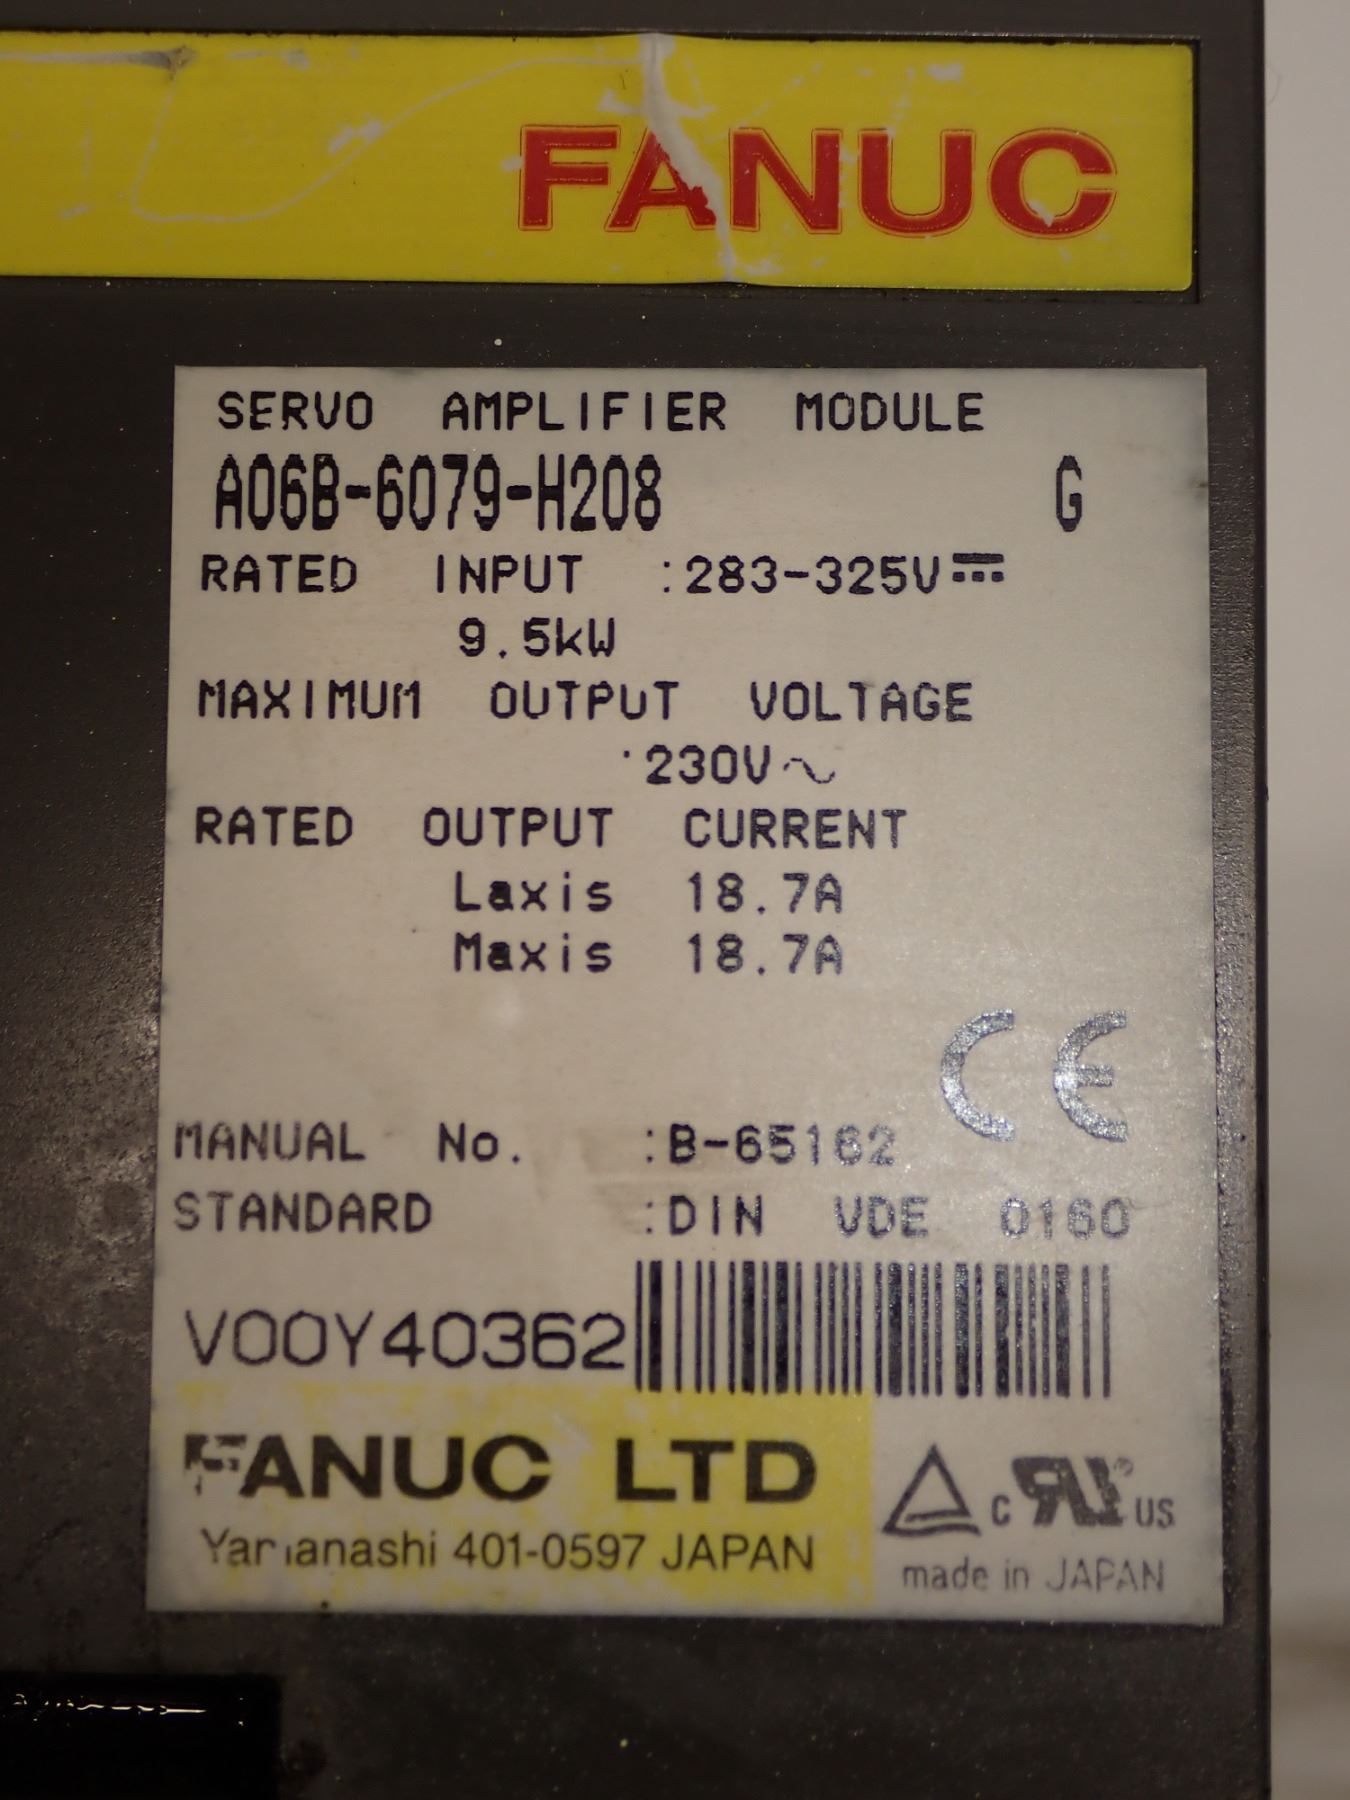 FANUC
SERVO AMPLIFIER MODULE
A06B-6079-H208 G
RATED INPUT :283-325V⎓
9.5kW
MAXIMUM OUTPUT VOLTAGE
:230V~
RATED OUTPUT CURRENT
Laxis 18.7A
Maxis 18.7A
CE
MANUAL No. :B-65162
STANDARD :DIN VDE 0160
V00Y40362
FANUC LTD
Yamanashi 401-0597 JAPAN
c RU US
made in JAPAN